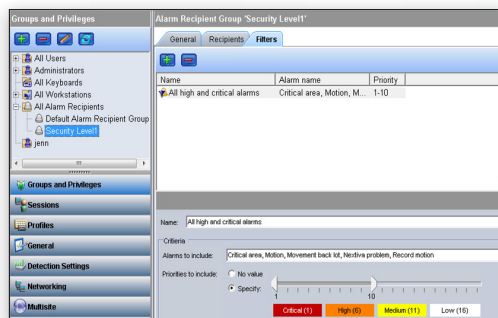 Groups and Privileges
All Users
Administrators
All Keyboards
All Workstations
All Alarm Recipients
Default Alarm Recipient Group
Security Level1
jenn
Groups and Privileges
Sessions
Profiles
General
Detection Settings
Networking
Multisite
Alarm Recipient Group 'Security Level1'
General Recipients Filters
Name Alarm name Priority
All high and critical alarms Critical area, Motion, M... 1-10
Name: All high and critical alarms
Critieria
Alarms to include: Critical area, Motion, Movement back lot, Nextiva problem, Record motion
Priorities to include: No value
Specify:
1 10
Critical (1) High (6) Medium (11) Low (16)